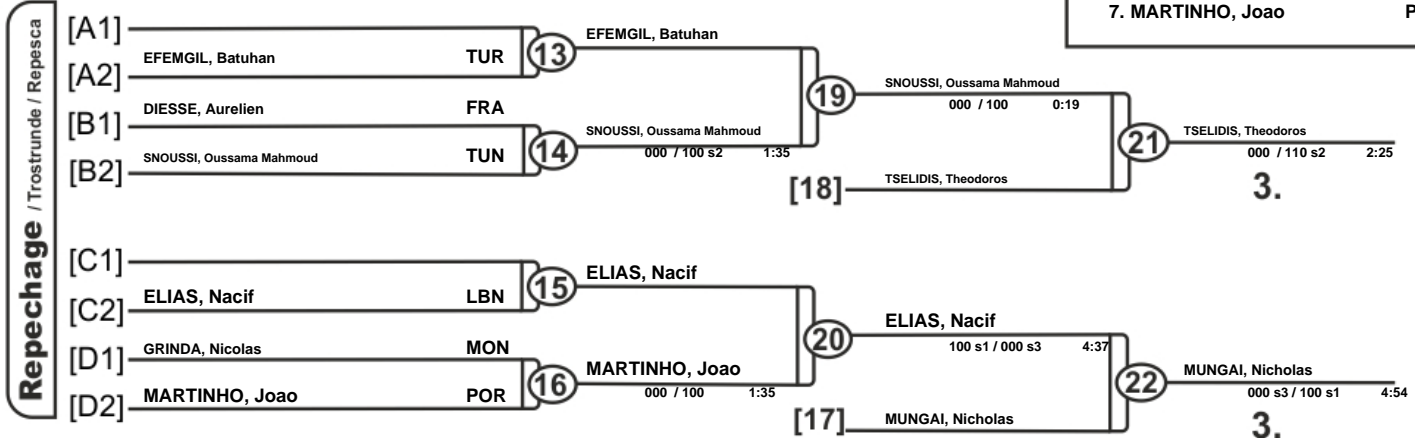 7. MARTINHO, Joao P
Repechage / Trostrunde / Repesca
[A1]
EFEMGIL, Batuhan TUR
[A2]
13
EFEMGIL, Batuhan
DIESSE, Aurelien FRA
[B1]
SNOUSSI, Oussama Mahmoud TUN
[B2]
14
SNOUSSI, Oussama Mahmoud
000 / 100 s2 1:35
19
SNOUSSI, Oussama Mahmoud
000 / 100 0:19
[18]
TSELIDIS, Theodoros
21
TSELIDIS, Theodoros
000 / 110 s2 2:25
3.
[C1]
ELIAS, Nacif LBN
[C2]
15
ELIAS, Nacif
GRINDA, Nicolas MON
[D1]
MARTINHO, Joao POR
[D2]
16
MARTINHO, Joao
000 / 100 1:35
20
ELIAS, Nacif
100 s1 / 000 s3 4:37
[17]
MUNGAI, Nicholas
22
MUNGAI, Nicholas
000 s3 / 100 s1 4:54
3.